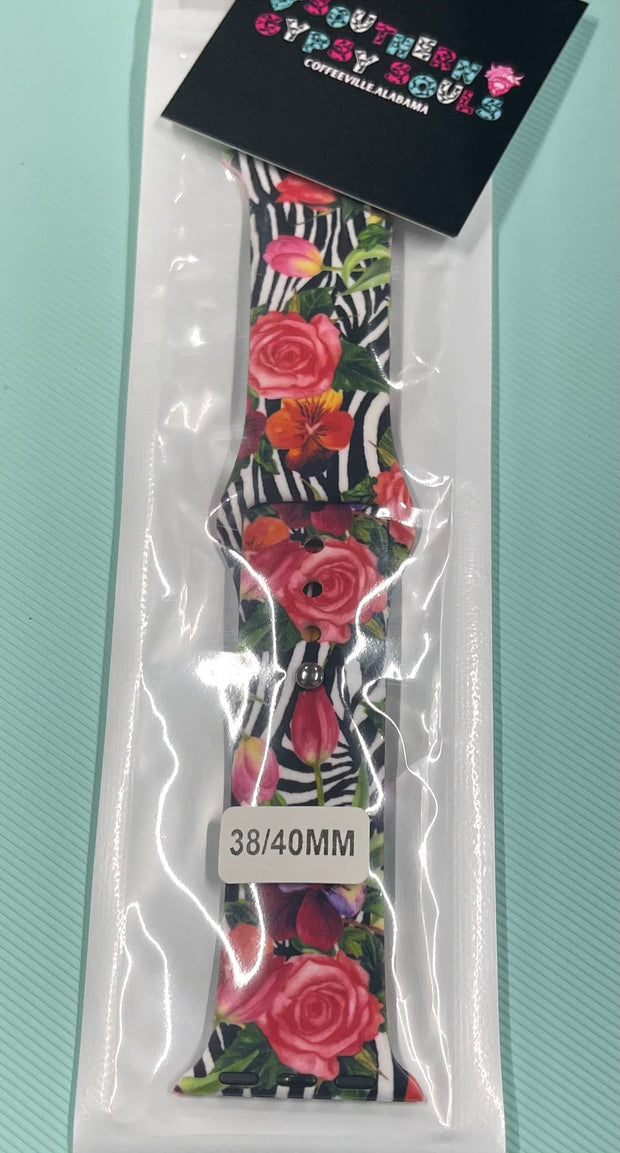 SOUTHERN
GYPSY SOULS
COFFEEVILLE, ALABAMA
38/40MM